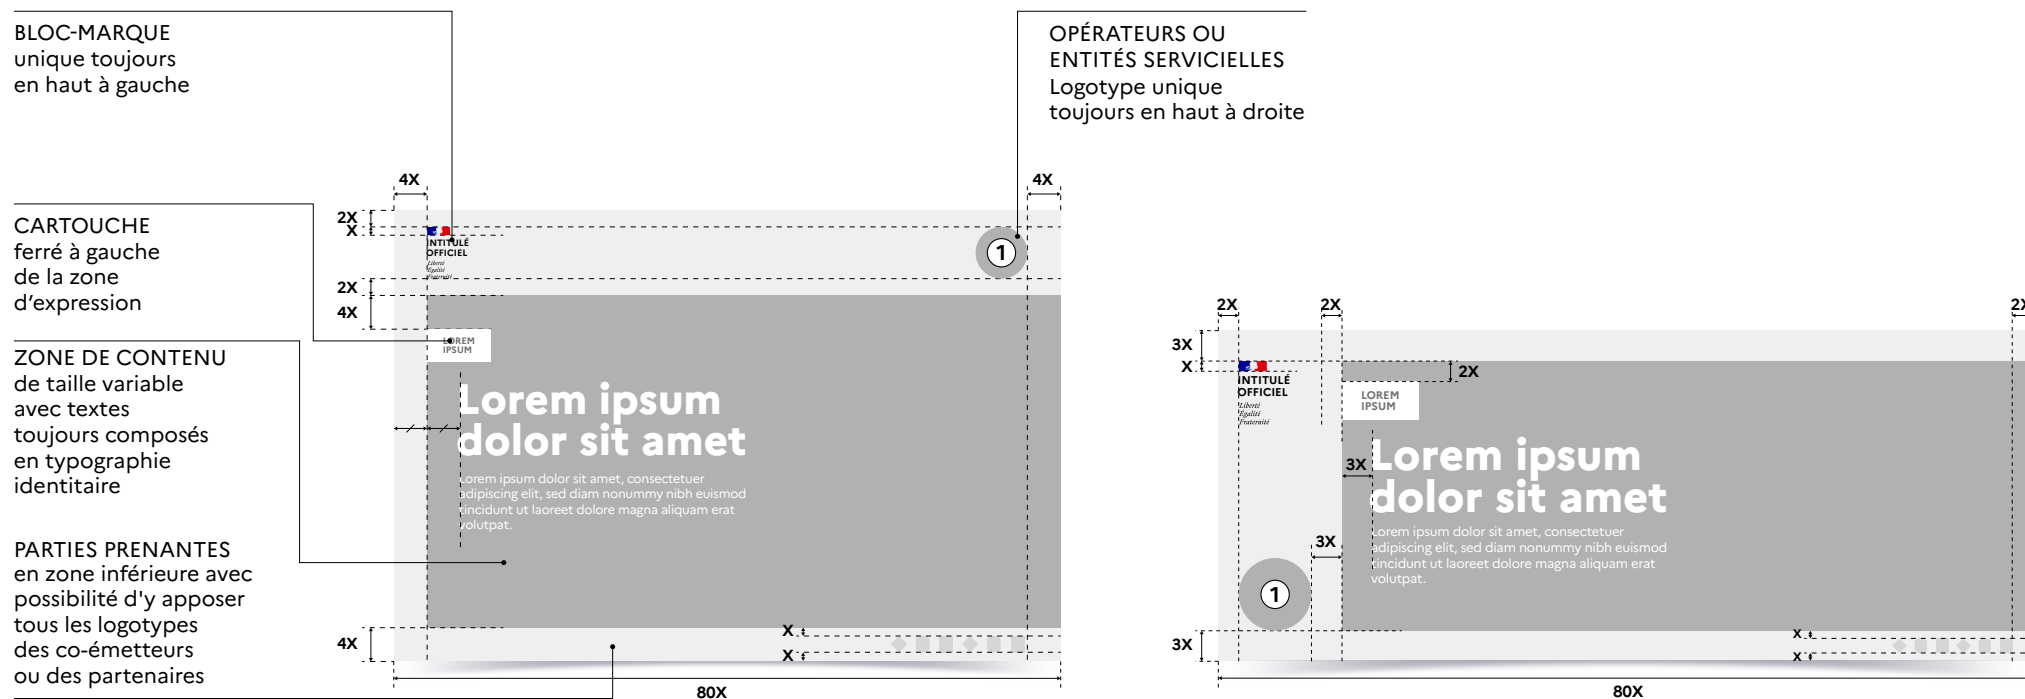 BLOC-MARQUE
unique toujours
en haut à gauche
OPÉRATEURS OU
ENTITÉS SERVICIELLES
Logotype unique
toujours en haut à droite
CARTOUCHE
ferré à gauche
de la zone
d’expression
ZONE DE CONTENU
de taille variable
avec textes
toujours composés
en typographie
identitaire
PARTIES PRENANTES
en zone inférieure avec
possibilité d'y apposer
tous les logotypes
des co-émetteurs
ou des partenaires
4X
4X
2X
X
INTITULÉ
OFFICIEL
Liberté
Égalité
Fraternité
1
2X
4X
LOREM
IPSUM
Lorem ipsum
dolor sit amet
Lorem ipsum dolor sit amet, consectetuer
adipiscing elit, sed diam nonummy nibh euismod
tincidunt ut laoreet dolore magna aliquam erat
volutpat.
4X
X
X
80X
2X
2X
2X
3X
X
INTITULÉ
OFFICIEL
Liberté
Égalité
Fraternité
2X
LOREM
IPSUM
3X
Lorem ipsum
dolor sit amet
Lorem ipsum dolor sit amet, consectetuer
adipiscing elit, sed diam nonummy nibh euismod
tincidunt ut laoreet dolore magna aliquam erat
volutpat.
3X
1
3X
X
X
80X